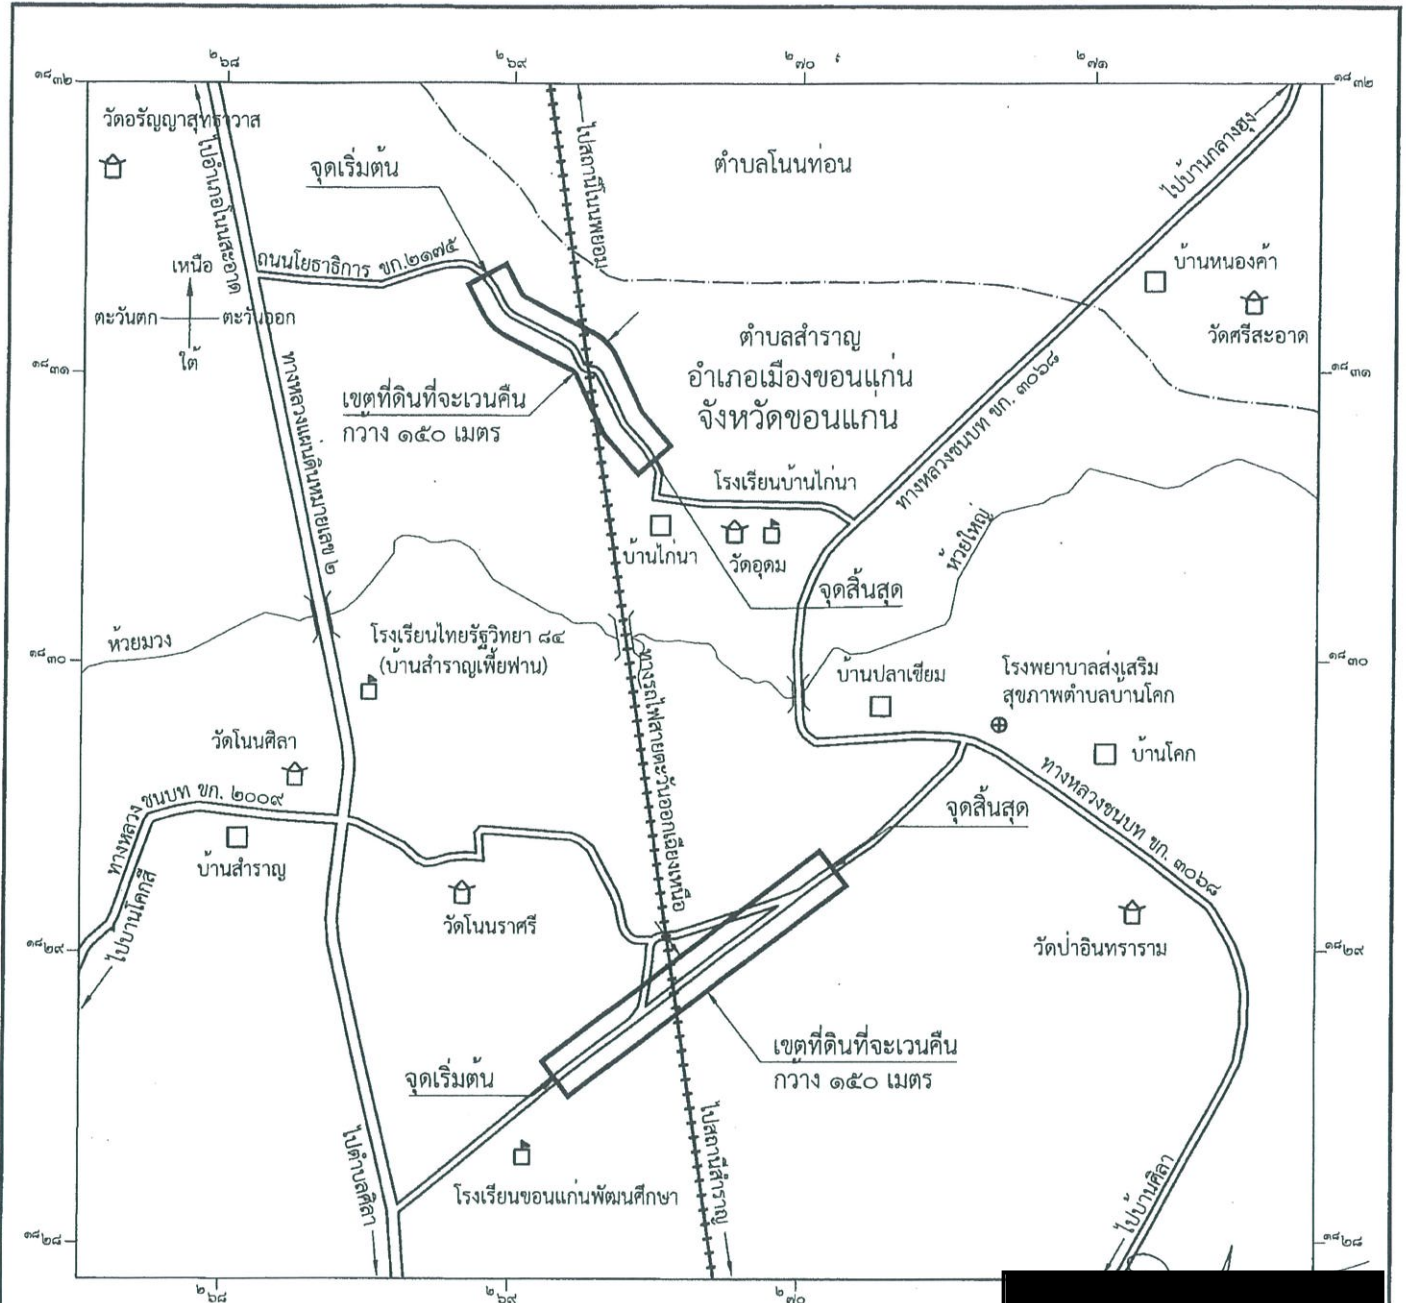 ๒๖๘
๒๖๙
๒๗๐
๒๗๑
๑๘๓๒
๑๘๓๒
วัดอรัญญาสุทธาวาส
ไปอำเภอโนนสะอาด
จุดเริ่มต้น
ไปสถานีโนนพยอม
ตำบลโนนท่อน
ไปบ้านกลางฮุง
ถนนโยธาธิการ ขก.๒๑๗๕
บ้านหนองค้า
เหนือ
ตะวันตก
ตะวันออก
ใต้
วัดศรีสะอาด
ตำบลสำราญ
อำเภอเมืองขอนแก่น
จังหวัดขอนแก่น
๑๘๓๑
๑๘๓๑
เขตที่ดินที่จะเวนคืน
กว้าง ๑๕๐ เมตร
ทางหลวงแผ่นดินหมายเลข ๒
ทางหลวงชนบท ขก. ๓๐๖๘
โรงเรียนบ้านไก่นา
บ้านไก่นา
วัดอุดม
ห้วยใหญ่
จุดสิ้นสุด
ห้วยมวง
โรงเรียนไทยรัฐวิทยา ๘๔
(บ้านสำราญเพี้ยฟาน)
๑๘๓๐
๑๘๓๐
ทางรถไฟสายตะวันออกเฉียงเหนือ
บ้านปลาเซียม
โรงพยาบาลส่งเสริม
สุขภาพตำบลบ้านโคก
บ้านโคก
วัดโนนศิลา
ทางหลวงชนบท ขก. ๒๐๐๙
ทางหลวงชนบท ขก. ๓๐๖๘
จุดสิ้นสุด
บ้านสำราญ
ไปบ้านโคกสี
วัดโนนราศรี
วัดป่าอินทราราม
๑๘๒๙
๑๘๒๙
เขตที่ดินที่จะเวนคืน
กว้าง ๑๕๐ เมตร
จุดเริ่มต้น
ไปตำบลศิลา
ไปสถานีสำราญ
ไปบ้านศิลา
โรงเรียนขอนแก่นพัฒนศึกษา
๑๘๒๘
๑๘๒๘
๒๖๘
๒๖๙
๒๗๐